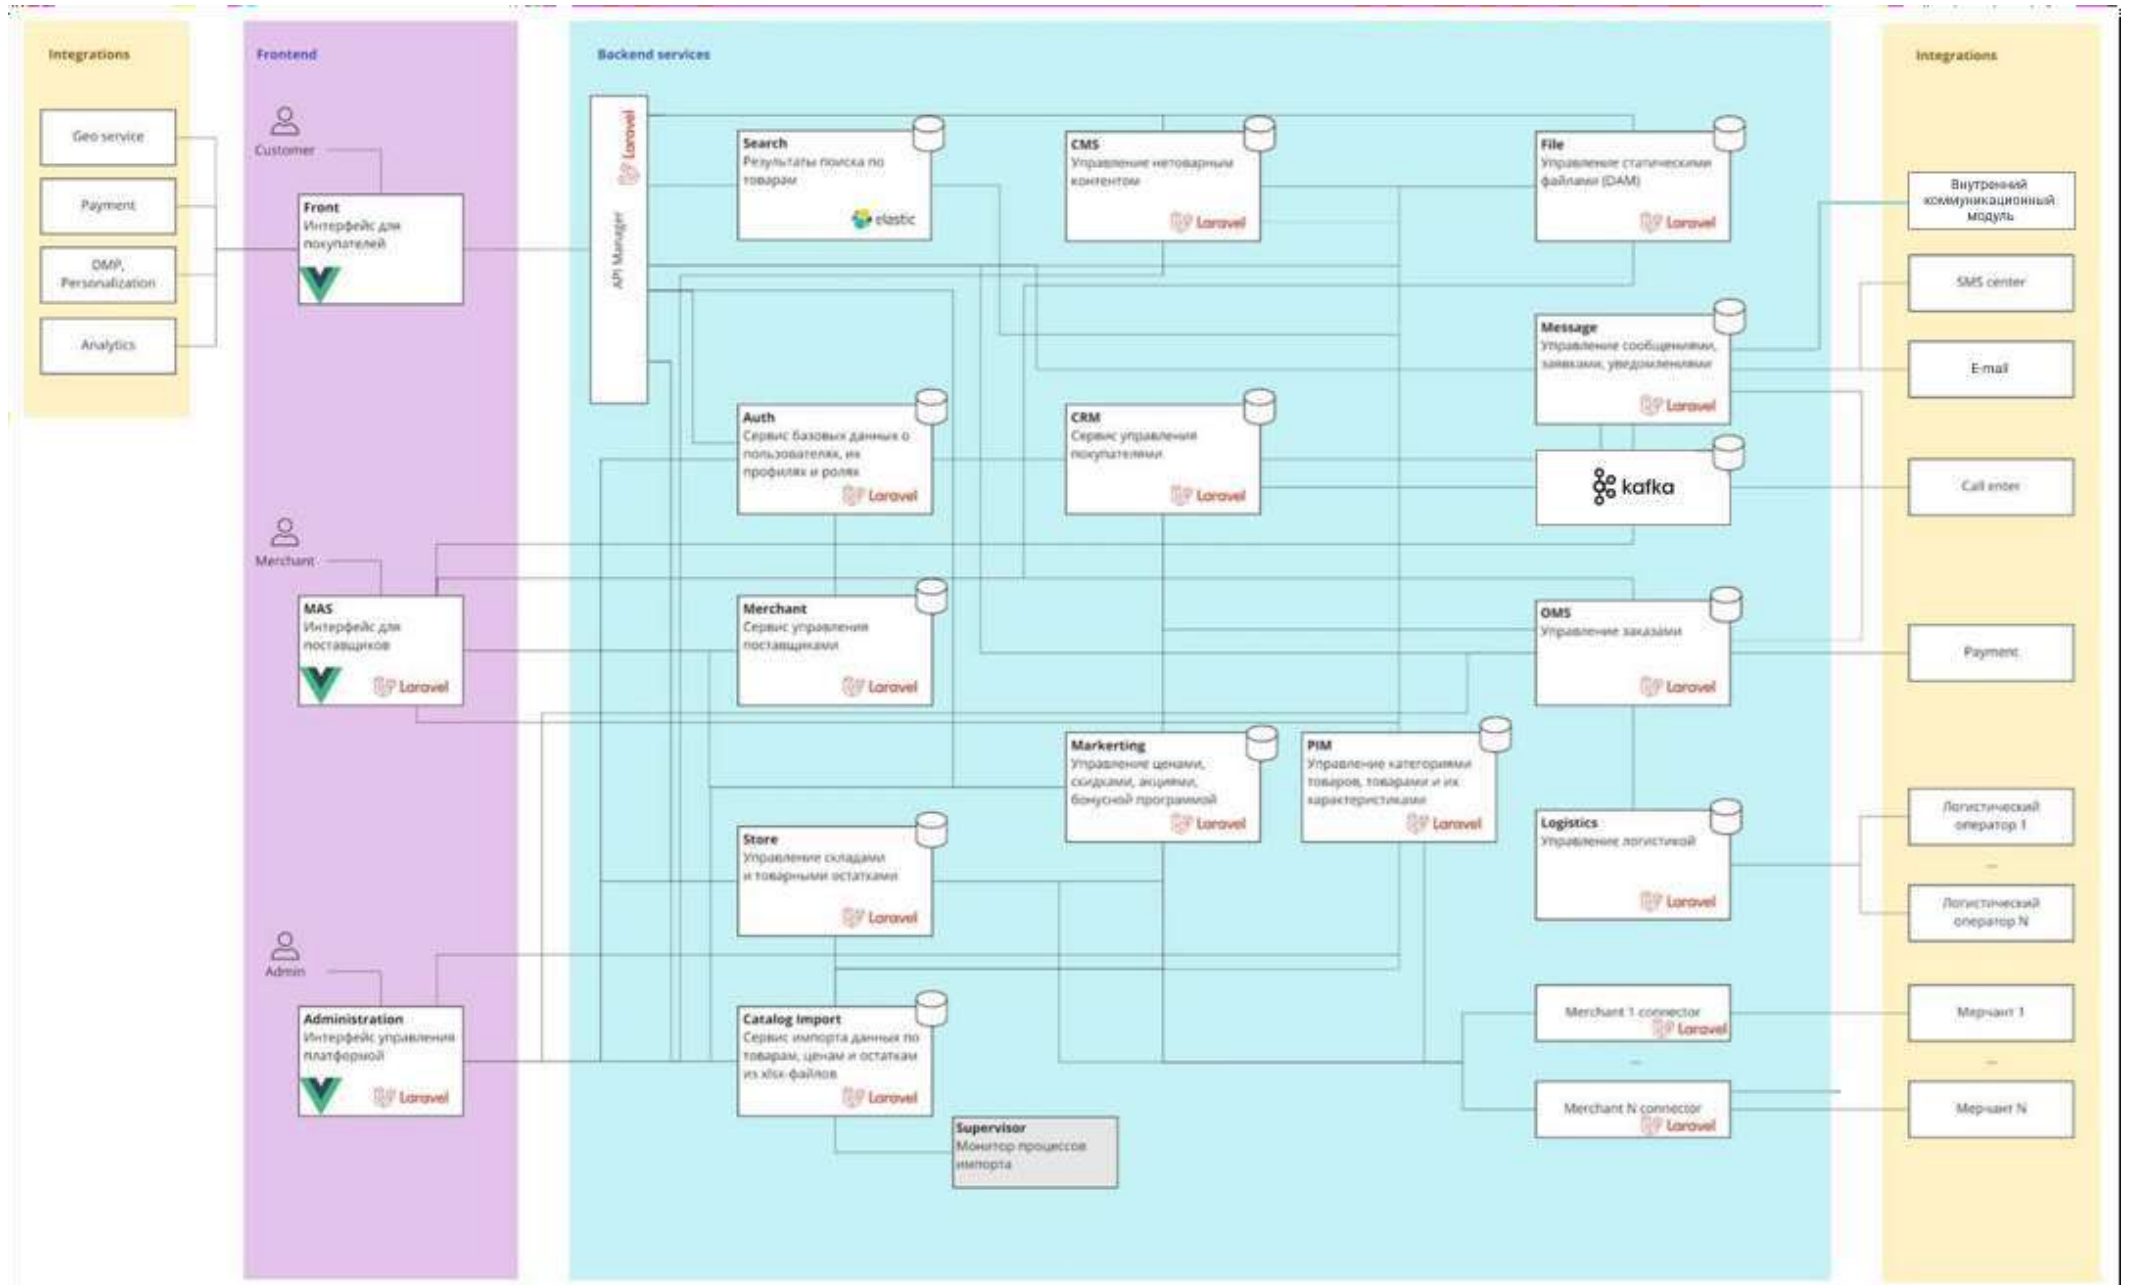 Integrations
Geo service
Payment
DMP,
Personalization
Analytics
Frontend
Customer
Front
Интерфейс для
покупателей
Merchant
MAS
Интерфейс для
поставщиков
Laravel
Admin
Administration
Интерфейс управления
платформой
Laravel
Backend services
API Manager
Laravel
Search
Результаты поиска по
товарам
elastic
CMS
Управление нетоварным
контентом
Laravel
File
Управление статическими
файлами (DAM)
Laravel
Message
Управление сообщениями,
заявками, уведомлениями
Laravel
Auth
Сервис базовых данных о
пользователях, их
профилях и ролях
Laravel
CRM
Сервис управления
покупателями
Laravel
kafka
Merchant
Сервис управления
поставщиками
Laravel
OMS
Управление заказами
Laravel
Markerting
Управление ценами,
скидками, акциями,
бонусной программой
Laravel
PIM
Управление категориями
товаров, товарами и их
характеристиками
Laravel
Store
Управление складами
и товарными остатками
Laravel
Logistics
Управление логистикой
Laravel
Catalog Import
Сервис импорта данных по
товарам, ценам и остаткам
из xlsx-файлов
Laravel
Supervisor
Монитор процессов
импорта
Merchant 1 connector
Laravel
...
Merchant N connector
Laravel
Integrations
Внутренний
коммуникационный
модуль
SMS center
E-mail
Call enter
Payment
Логистический
оператор 1
...
Логистический
оператор N
Мерчант 1
...
Мерчант N